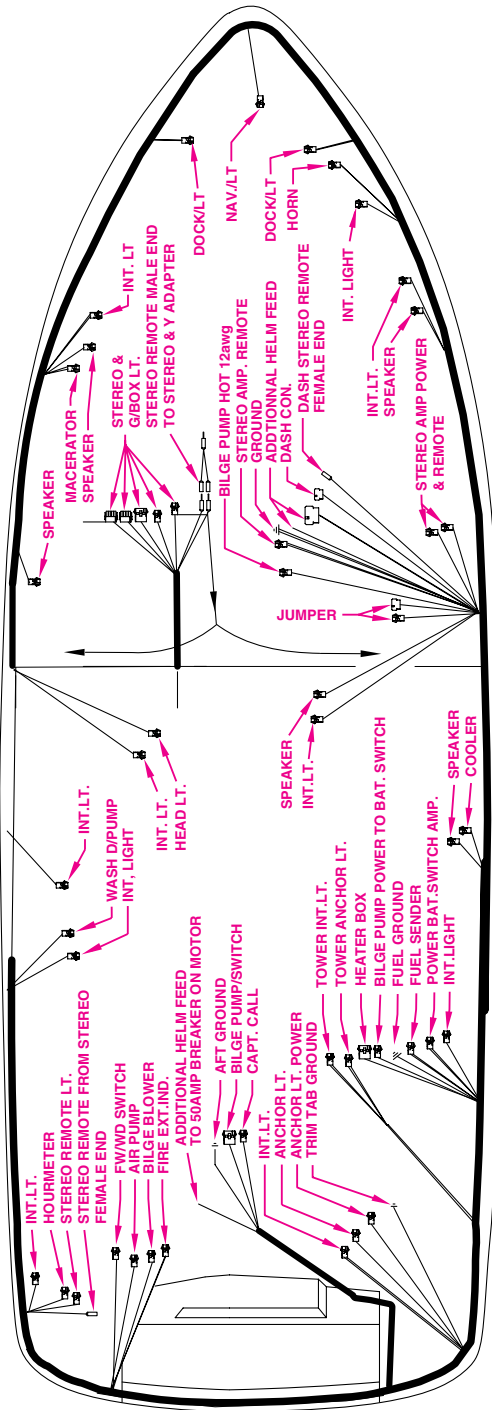 NAV./LT
DOCK/LT
DOCK/LT
HORN
INT. LIGHT
INT.LT.
SPEAKER
STEREO AMP POWER
& REMOTE
INT. LT
SPEAKER
MACERATOR
SPEAKER
STEREO &
G/BOX LT.
STEREO REMOTE MALE END
TO STEREO & Y ADAPTER
BILGE PUMP HOT 12awg
STEREO AMP. REMOTE
GROUND
ADDTIONNAL HELM FEED
DASH CON.
DASH STEREO REMOTE
FEMALE END
JUMPER
SPEAKER
INT.LT.
INT. LT.
HEAD LT.
INT.LT.
WASH D/PUMP
INT, LIGHT
SPEAKER
COOLER
TOWER INT.LT.
TOWER ANCHOR LT.
HEATER BOX
BILGE PUMP POWER TO BAT. SWITCH
FUEL GROUND
FUEL SENDER
POWER BAT.SWITCH AMP.
INT.LIGHT
INT.LT.
HOURMETER
STEREO REMOTE LT.
STEREO REMOTE FROM STEREO
FEMALE END
FW/WD SWITCH
AIR PUMP
BILGE BLOWER
FIRE EXT.IND.
ADDITIONAL HELM FEED
TO 50AMP BREAKER ON MOTOR
AFT GROUND
BILGE PUMP/SWITCH
CAPT. CALL
INT.LT.
ANCHOR LT.
ANCHOR LT. POWER
TRIM TAB GROUND